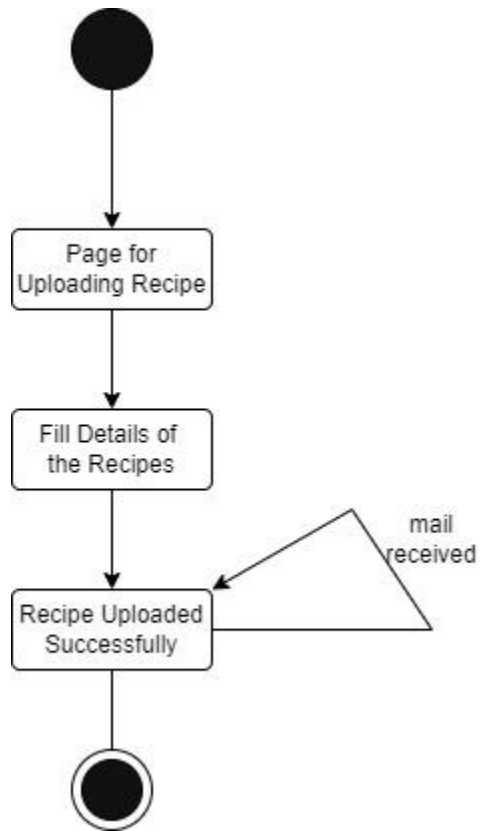 Page for
Uploading Recipe
Fill Details of
the Recipes
mail
received
Recipe Uploaded
Successfully